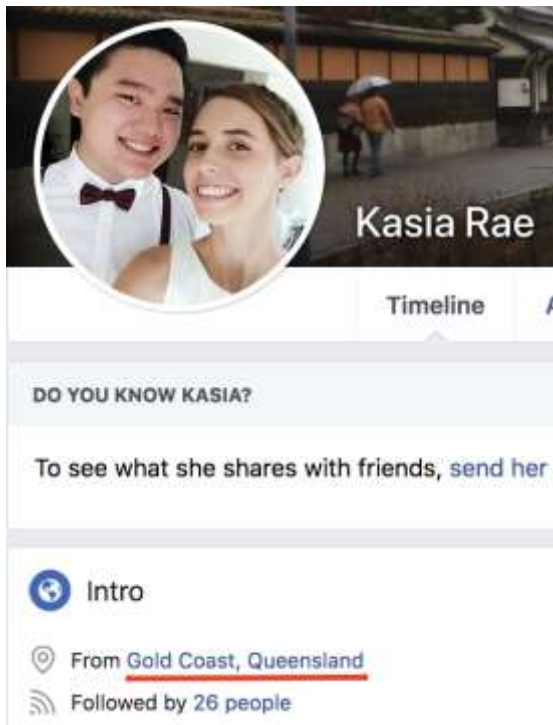 Kasia Rae
Timeline
DO YOU KNOW KASIA?
To see what she shares with friends, send her
Intro
From Gold Coast, Queensland
Followed by 26 people